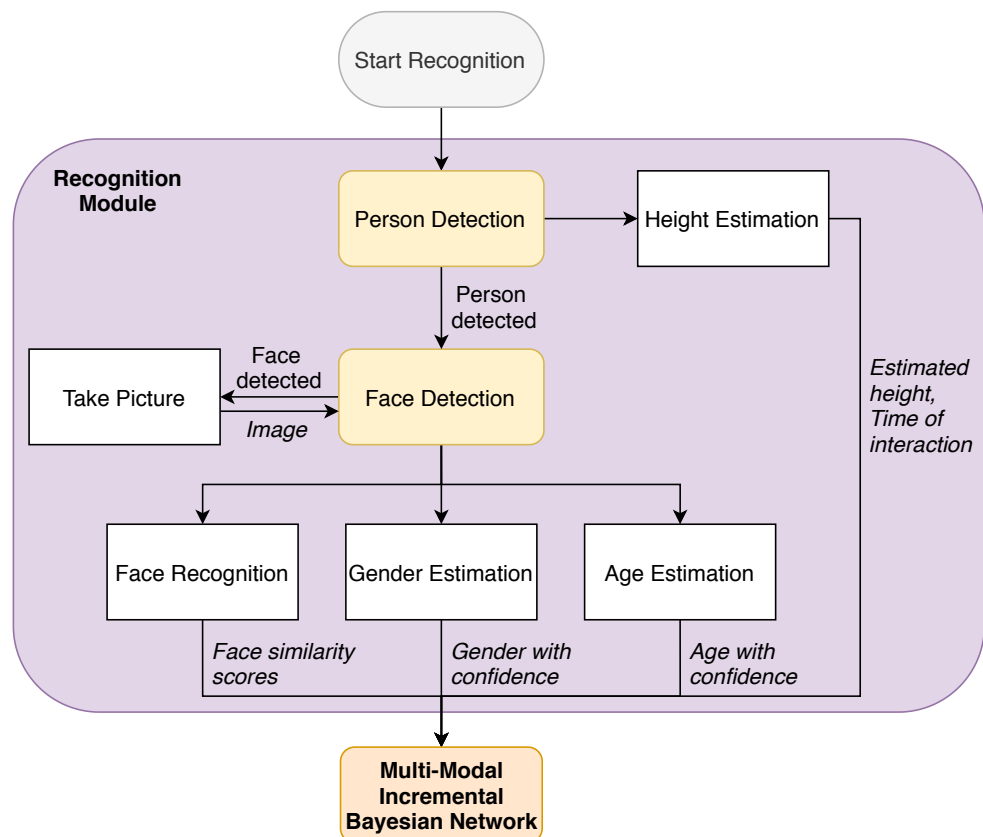 Start Recognition
Recognition
Module
Person Detection
Height Estimation
Person
detected
Face
detected
Take Picture
Face Detection
Image
Estimated
height,
Time of
interaction
Face Recognition
Gender Estimation
Age Estimation
Face similarity
scores
Gender with
confidence
Age with
confidence
Multi-Modal
Incremental
Bayesian Network